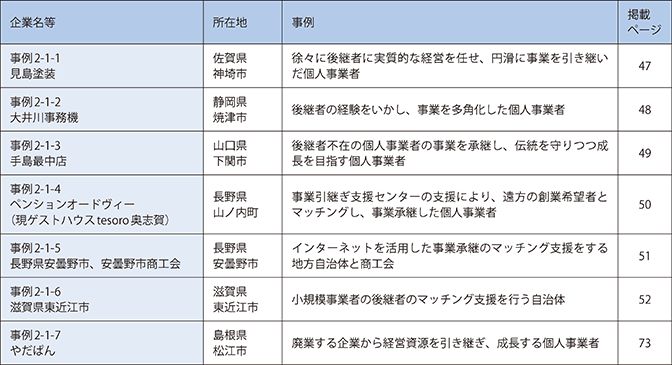 企業名等
所在地
事例
掲載
ページ
事例2-1-1
見島塗装
佐賀県
神埼市
徐々に後継者に実質的な経営を任せ、円滑に事業を引き継い
だ個人事業者
47
事例2-1-2
大井川事務機
静岡県
焼津市
後継者の経験をいかし、事業を多角化した個人事業者
48
事例2-1-3
手島最中店
山口県
下関市
後継者不在の個人事業者の事業を承継し、伝統を守りつつ成
長を目指す個人事業者
49
事例2-1-4
ペンションオードヴィー
（現ゲストハウスtesoro奥志賀）
長野県
山ノ内町
事業引継ぎ支援センターの支援により、遠方の創業希望者と
マッチングし、事業承継した個人事業者
50
事例2-1-5
長野県安曇野市、安曇野市商工会
長野県
安曇野市
インターネットを活用した事業承継のマッチング支援をする
地方自治体と商工会
51
事例2-1-6
滋賀県東近江市
滋賀県
東近江市
小規模事業者の後継者のマッチング支援を行う自治体
52
事例2-1-7
やだぱん
島根県
松江市
廃業する企業から経営資源を引き継ぎ、成長する個人事業者
73